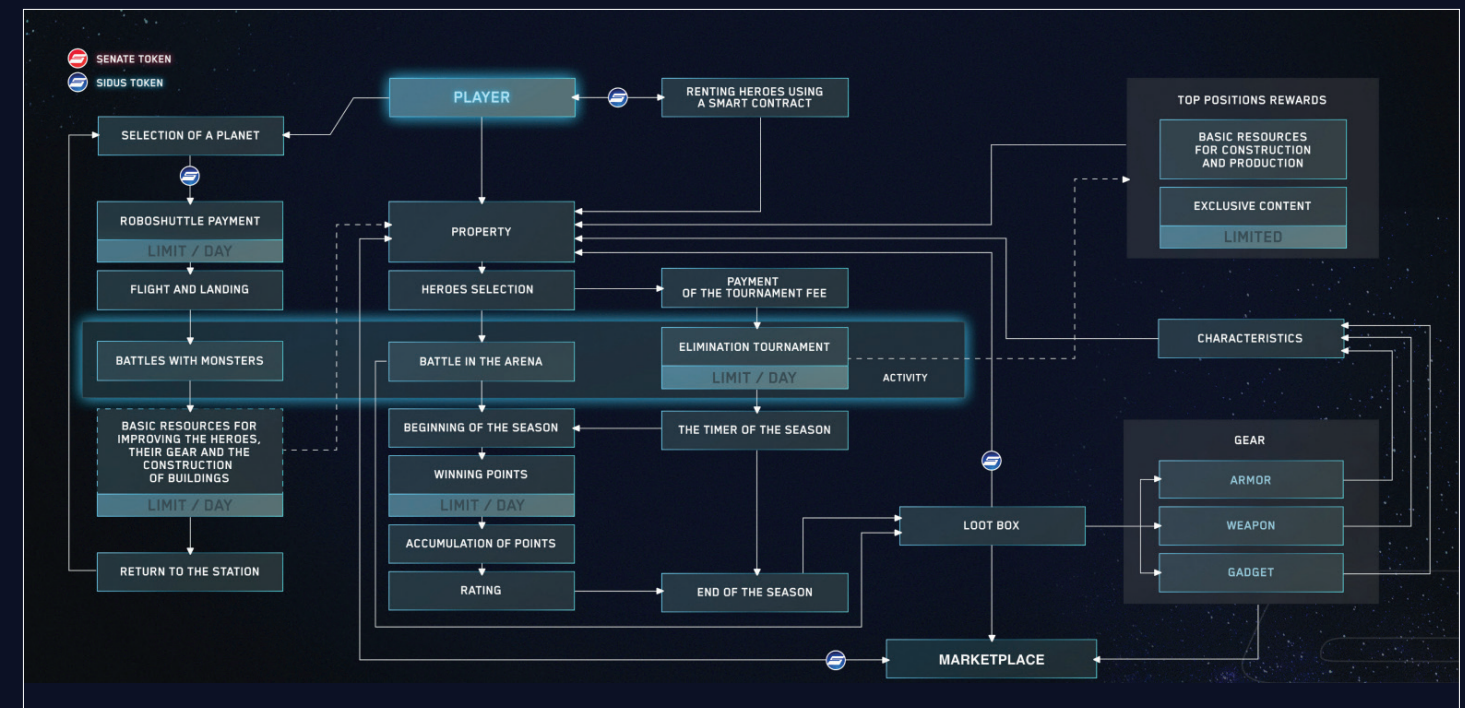 SENATE TOKEN
SIDUS TOKEN
PLAYER
RENTING HEROES USING
A SMART CONTRACT
TOP POSITIONS REWARDS
SELECTION OF A PLANET
BASIC RESOURCES
FOR CONSTRUCTION
AND PRODUCTION
EXCLUSIVE CONTENT
LIMITED
ROBOSHUTTLE PAYMENT
LIMIT / DAY
PROPERTY
FLIGHT AND LANDING
HEROES SELECTION
PAYMENT
OF THE TOURNAMENT FEE
BATTLES WITH MONSTERS
BATTLE IN THE ARENA
ELIMINATION TOURNAMENT
LIMIT / DAY
ACTIVITY
CHARACTERISTICS
BASIC RESOURCES FOR
IMPROVING THE HEROES,
THEIR GEAR AND THE
CONSTRUCTION
OF BUILDINGS
LIMIT / DAY
BEGINNING OF THE SEASON
THE TIMER OF THE SEASON
WINNING POINTS
LIMIT / DAY
GEAR
ARMOR
WEAPON
GADGET
LOOT BOX
ACCUMULATION OF POINTS
RETURN TO THE STATION
RATING
END OF THE SEASON
MARKETPLACE